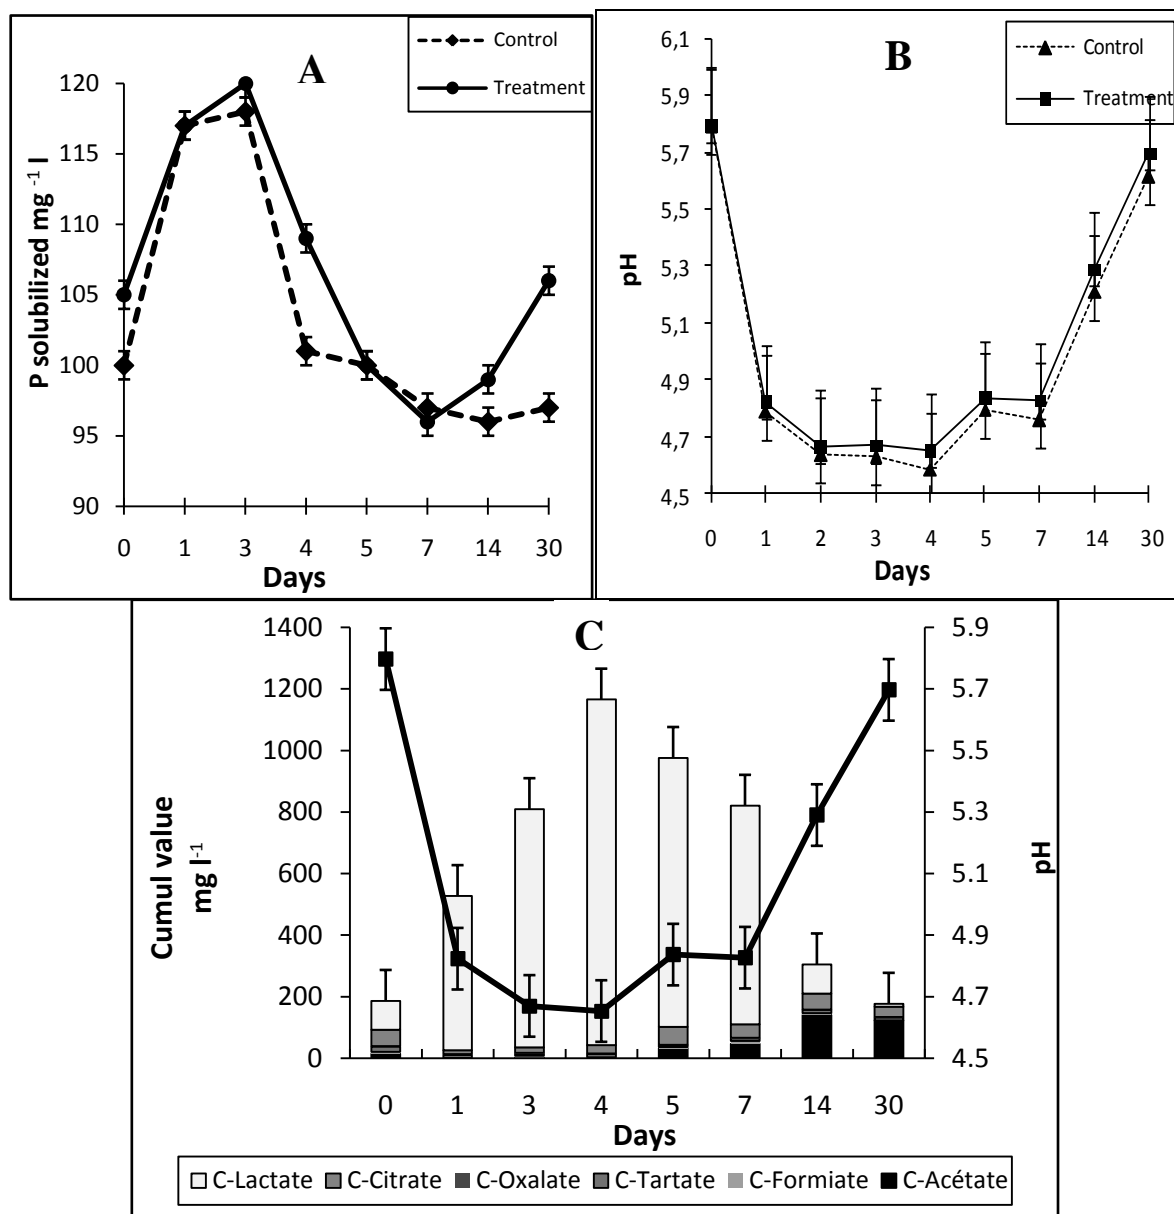 A
Control
Treatment
120
115
110
105
100
95
90
P solubilized mg -1 l
0 1 3 4 5 7 14 30
Days
B
Control
Treatment
6,1
5,9
5,7
5,5
5,3
5,1
4,9
4,7
4,5
pH
0 1 2 3 4 5 7 14 30
Days
C
1400
1200
1000
800
600
400
200
0
Cumul value
mg l-1
5.9
5.7
5.5
5.3
5.1
4.9
4.7
4.5
pH
0 1 3 4 5 7 14 30
Days
C-Lactate C-Citrate C-Oxalate C-Tartate C-Formiate C-Acétate